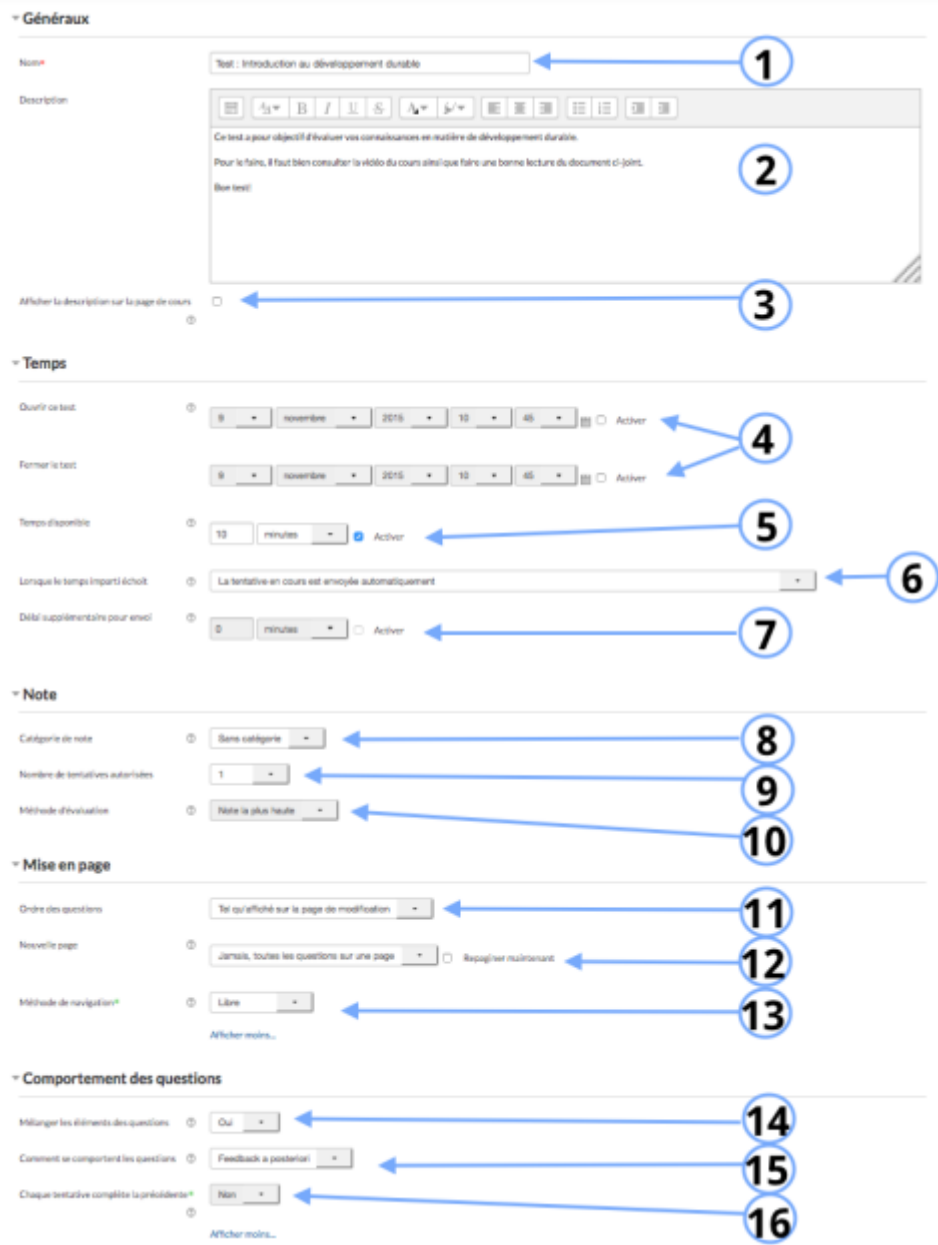 Généraux
Nom*
Test : Introduction au développement durable
1
Description
B I U S
Ce test a pour objectif d'évaluer vos connaissances en matière de développement durable.
Pour le faire, il faut bien consulter la vidéo du cours ainsi que faire une bonne lecture du document ci-joint.
2
Bon test!
Afficher la description sur la page de cours
3
Temps
Ouvrir ce test
9 novembre 2015 10 45 Activer
4
Fermer le test
9 novembre 2015 10 45 Activer
Temps disponible
10 minutes Activer
5
Lorsque le temps imparti échoit
La tentative en cours est envoyée automatiquement
6
Délai supplémentaire pour envoi
0 minutes Activer
7
Note
Catégorie de note
Sans catégorie
8
Nombre de tentatives autorisées
1
9
Méthode d'évaluation
Note la plus haute
10
Mise en page
Ordre des questions
Tel qu'affiché sur la page de modification
11
Nouvelle page
Jamais, toutes les questions sur une page
Repaginer maintenant
12
Méthode de navigation*
Libre
13
Afficher moins...
Comportement des questions
Mélanger les éléments des questions
Oui
14
Comment se comportent les questions
Feedback a posteriori
15
Chaque tentative complète la précédente*
Non
16
Afficher moins...